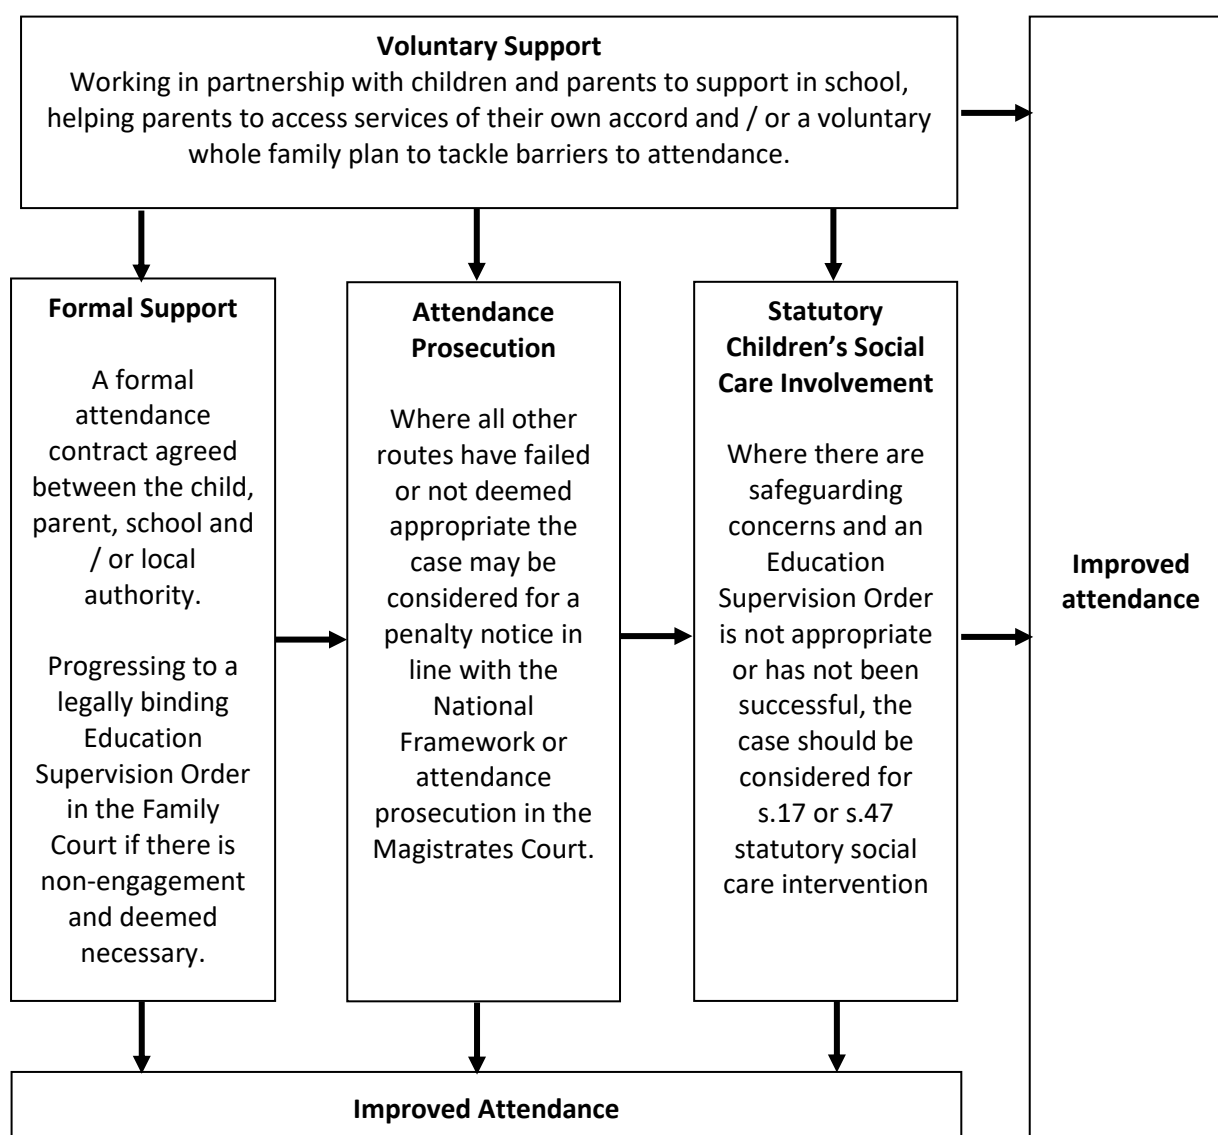 Voluntary Support
Working in partnership with children and parents to support in school,
helping parents to access services of their own accord and / or a voluntary
whole family plan to tackle barriers to attendance.
Formal Support
A formal
attendance
contract agreed
between the child,
parent, school and
/ or local
authority.
Progressing to a
legally binding
Education
Supervision Order
in the Family
Court if there is
non-engagement
and deemed
necessary.
Attendance
Prosecution
Where all other
routes have failed
or not deemed
appropriate the
case may be
considered for a
penalty notice in
line with the
National
Framework or
attendance
prosecution in the
Magistrates Court.
Statutory
Children’s Social
Care Involvement
Where there are
safeguarding
concerns and an
Education
Supervision Order
is not appropriate
or has not been
successful, the
case should be
considered for
s.17 or s.47
statutory social
care intervention
Improved
attendance
Improved Attendance